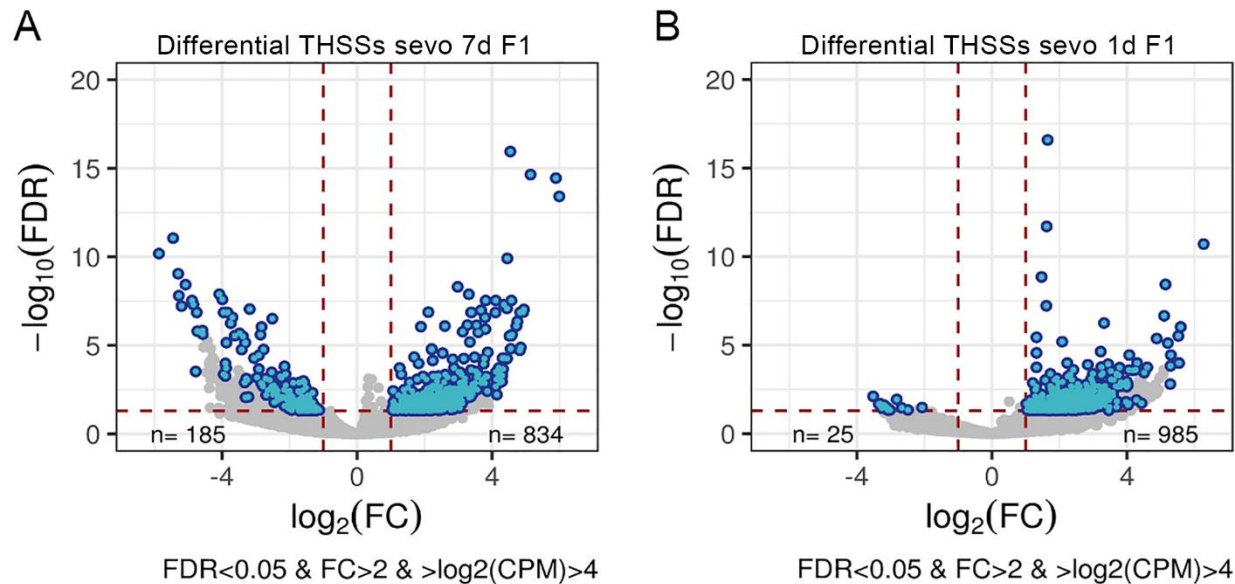 A
Differential THSSs sevo 7d F1
20
15
10
5
0
−log10(FDR)
n= 185
n= 834
-4
0
4
log2(FC)
FDR<0.05 & FC>2 & >log2(CPM)>4
B
Differential THSSs sevo 1d F1
20
15
10
5
0
−log10(FDR)
n= 25
n= 985
-4
0
4
log2(FC)
FDR<0.05 & FC>2 & >log2(CPM)>4